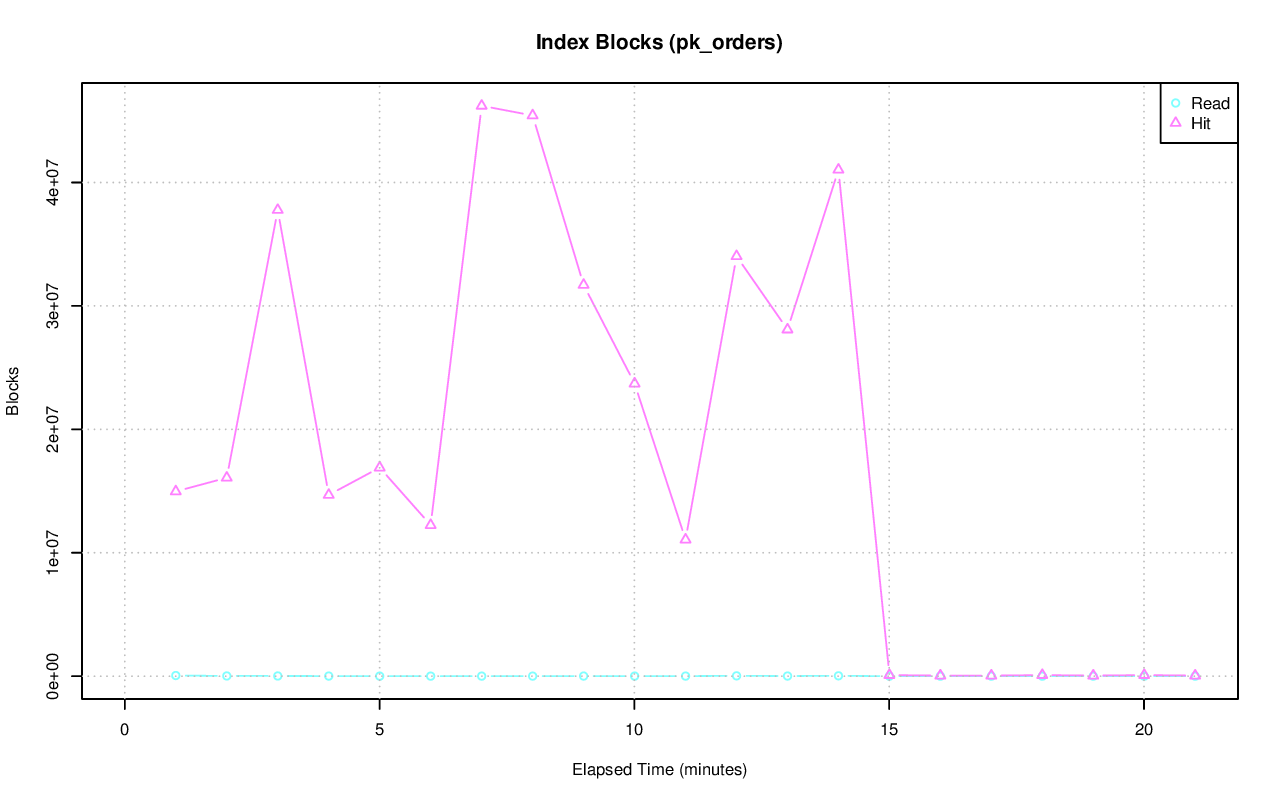 Index Blocks (pk_orders)
Read
Hit
4e+07
3e+07
2e+07
1e+07
0e+00
Blocks
0 5 10 15 20
Elapsed Time (minutes)